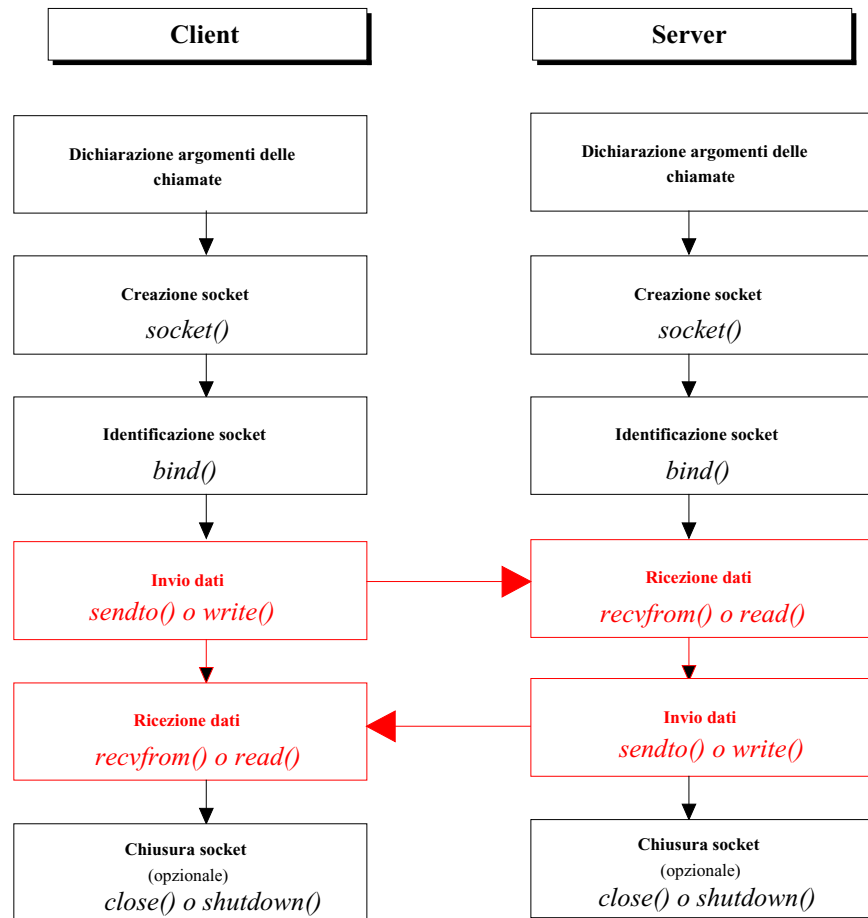 Client
Server
Dichiarazione argomenti delle
chiamate
Dichiarazione argomenti delle
chiamate
Creazione socket
socket()
Creazione socket
socket()
Identificazione socket
bind()
Identificazione socket
bind()
Invio dati
sendto() o write()
Ricezione dati
recvfrom() o read()
Ricezione dati
recvfrom() o read()
Invio dati
sendto() o write()
Chiusura socket
(opzionale)
close() o shutdown()
Chiusura socket
(opzionale)
close() o shutdown()